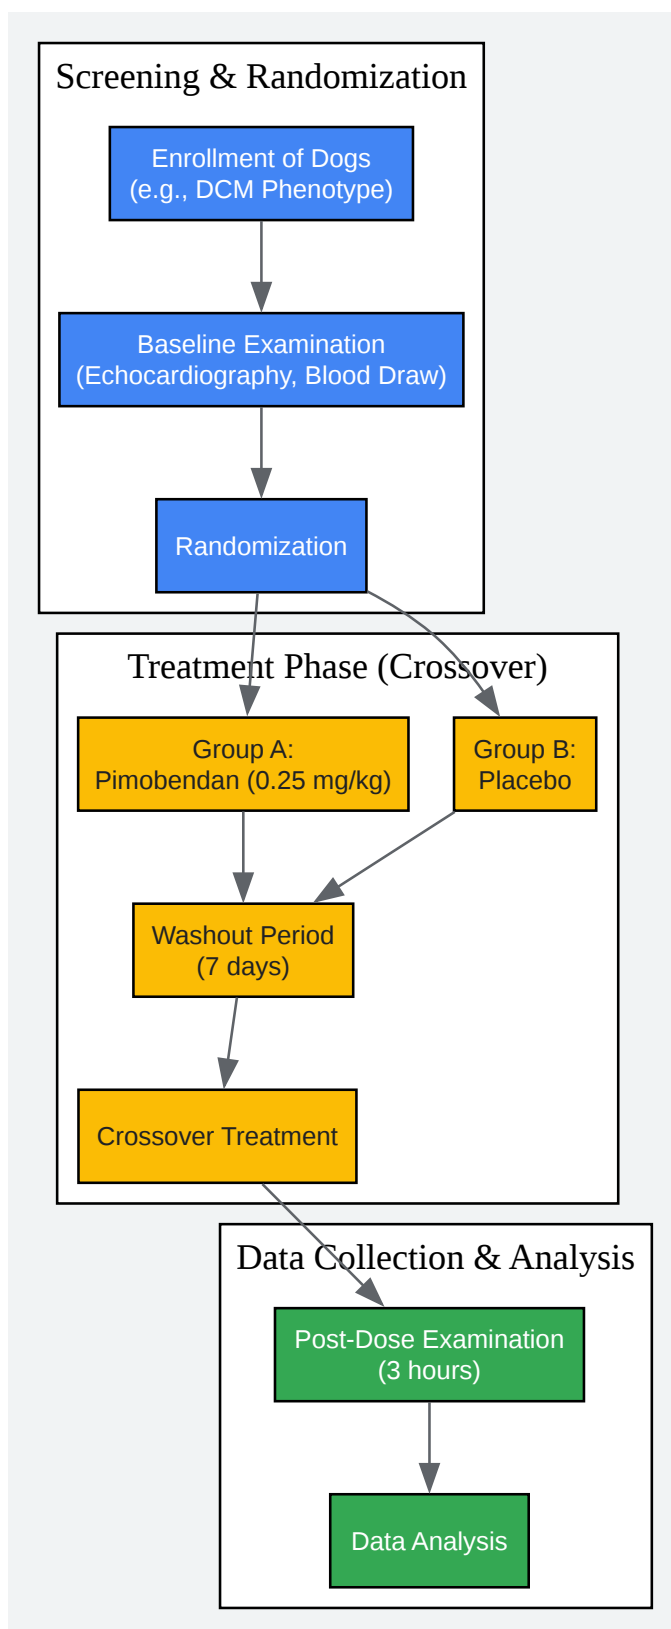 Screening & Randomization
Enrollment of Dogs
(e.g., DCM Phenotype)
Baseline Examination
(Echocardiography, Blood Draw)
Randomization
Treatment Phase (Crossover)
Group A:
Pimobendan (0.25 mg/kg)
Group B:
Placebo
Washout Period
(7 days)
Crossover Treatment
Data Collection & Analysis
Post-Dose Examination
(3 hours)
Data Analysis